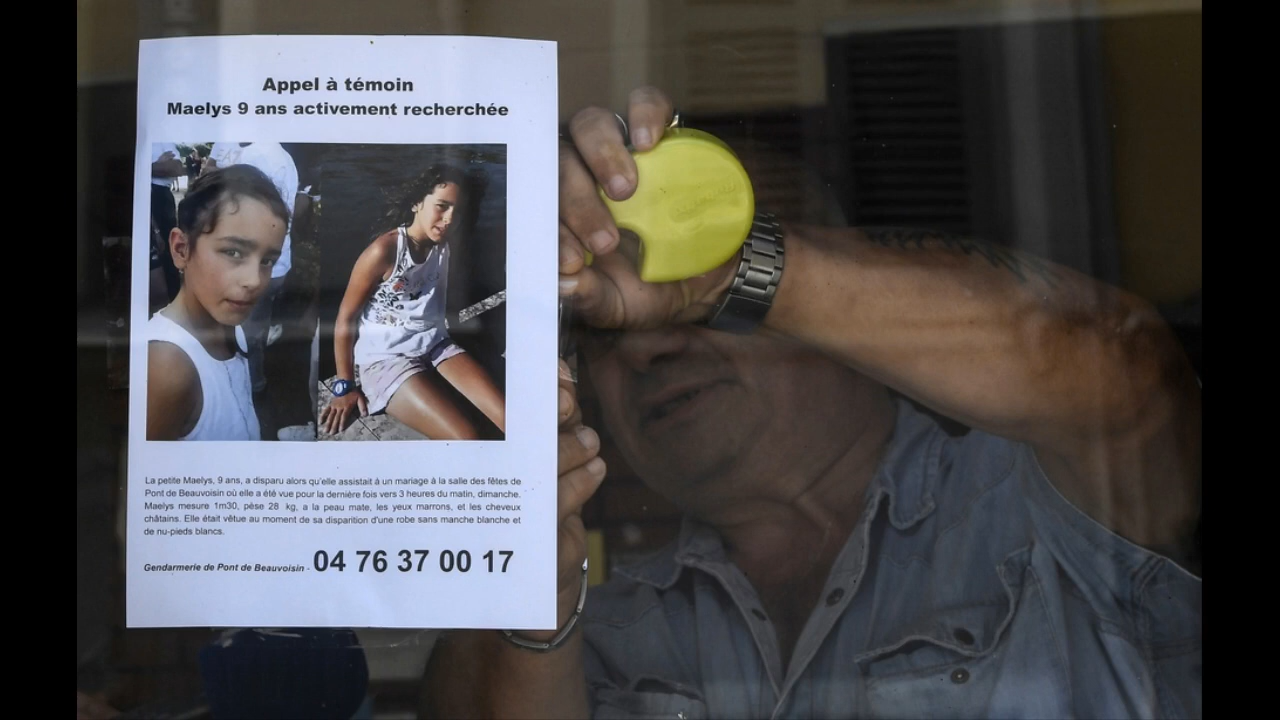 Appel à témoin
Maelys 9 ans activement recherchée
La petite Maelys, 9 ans, a disparu alors qu'elle assistait à un mariage à la salle des fêtes de
Pont de Beauvoisin où elle a été vue pour la dernière fois vers 3 heures du matin, dimanche.
Maelys mesure 1m30, pèse 28 kg, a la peau mate, les yeux marrons, et les cheveux
châtains. Elle était vêtue au moment de sa disparition d'une robe sans manche blanche et
de nu-pieds blancs.
Gendarmerie de Pont de Beauvoisin - 04 76 37 00 17